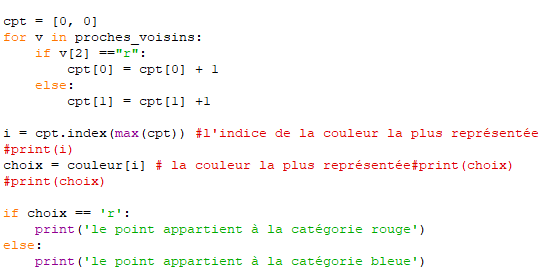 cpt = [0, 0]
for v in proches_voisins:
    if v[2] =="r":
        cpt[0] = cpt[0] + 1
    else:
        cpt[1] = cpt[1] +1
i = cpt.index(max(cpt)) #l'indice de la couleur la plus représentée
#print(i)
choix = couleur[i] # la couleur la plus représentée#print(choix)
#print(choix)
if choix == 'r':
    print('le point appartient à la catégorie rouge')
else:
    print('le point appartient à la catégorie bleue')